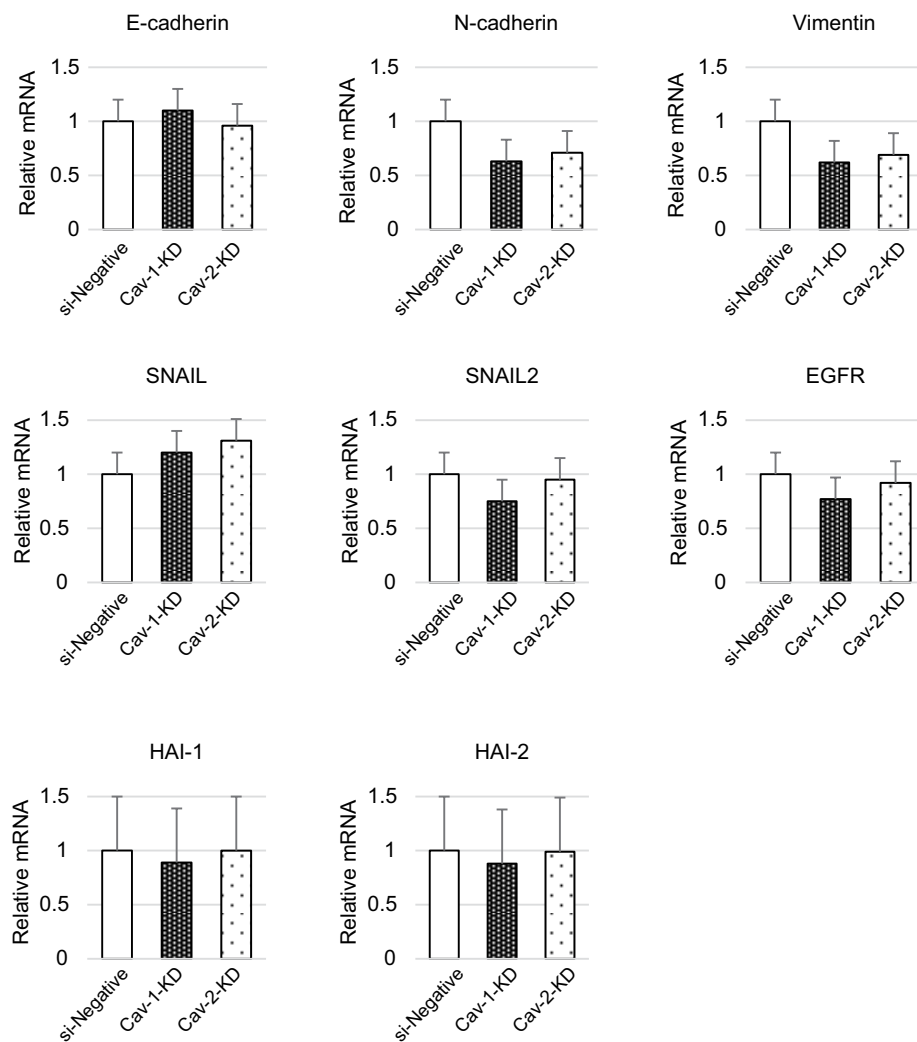 E-cadherin
Relative mRNA
1.5
1
0.5
0
si-Negative
Cav-1-KD
Cav-2-KD
N-cadherin
Relative mRNA
1.5
1
0.5
0
si-Negative
Cav-1-KD
Cav-2-KD
Vimentin
Relative mRNA
1.5
1
0.5
0
si-Negative
Cav-1-KD
Cav-2-KD
SNAIL
Relative mRNA
1.5
1
0.5
0
si-Negative
Cav-1-KD
Cav-2-KD
SNAIL2
Relative mRNA
1.5
1
0.5
0
si-Negative
Cav-1-KD
Cav-2-KD
EGFR
Relative mRNA
1.5
1
0.5
0
si-Negative
Cav-1-KD
Cav-2-KD
HAI-1
Relative mRNA
1.5
1
0.5
0
si-Negative
Cav-1-KD
Cav-2-KD
HAI-2
Relative mRNA
1.5
1
0.5
0
si-Negative
Cav-1-KD
Cav-2-KD